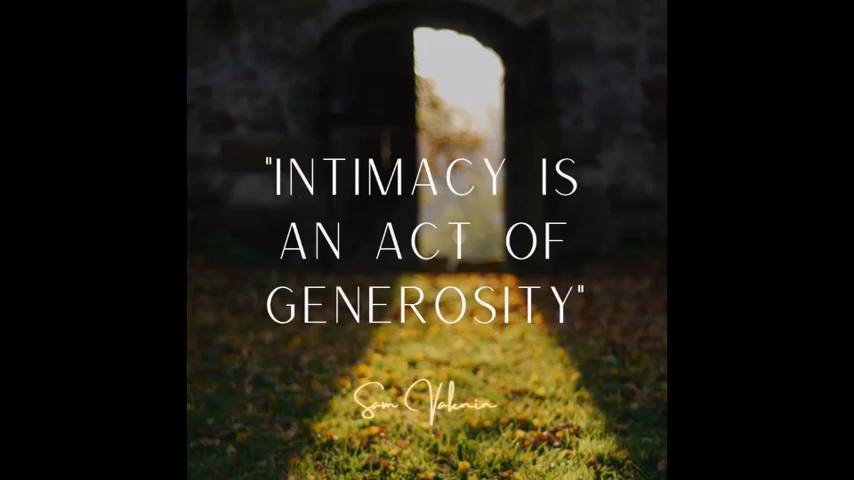 "INTIMACY IS
AN ACT OF
GENEROSITY"
Sam Vaknin